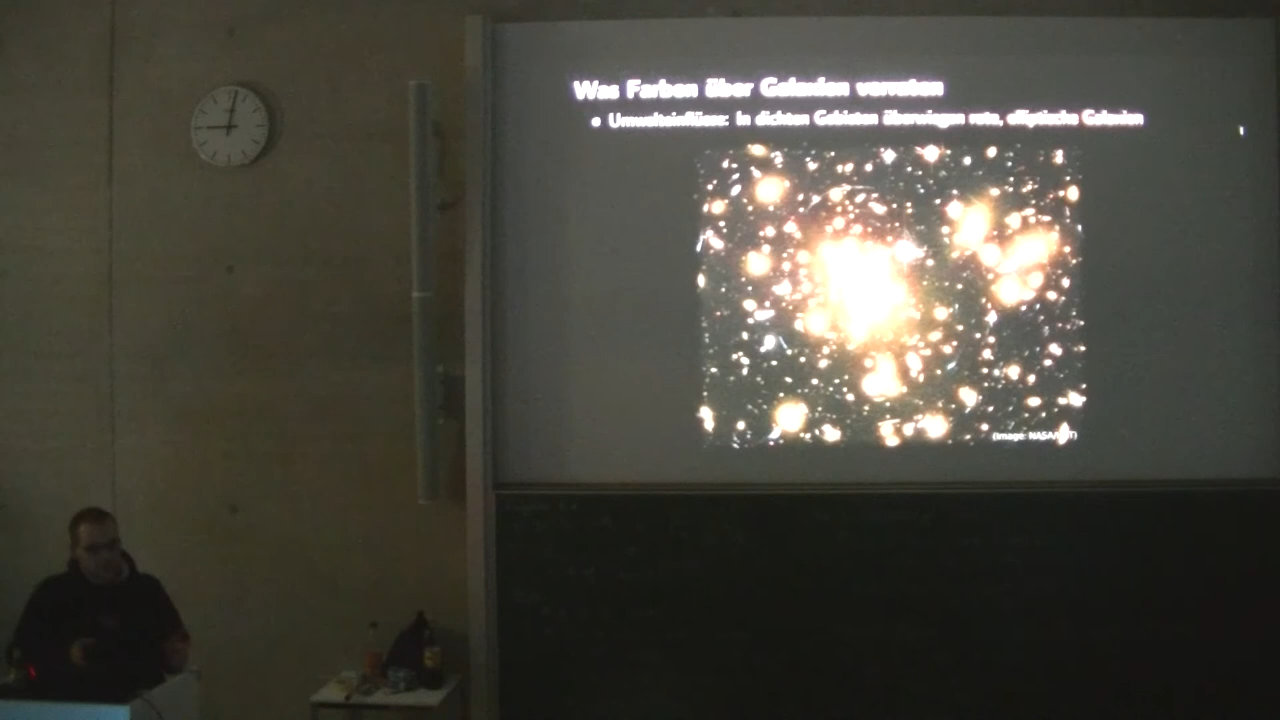 Was Farben über Galaxien verraten
• Umwelteinflüsse: In dichten Gebieten überwiegen rote, elliptische Galaxien
(Image: NASA/